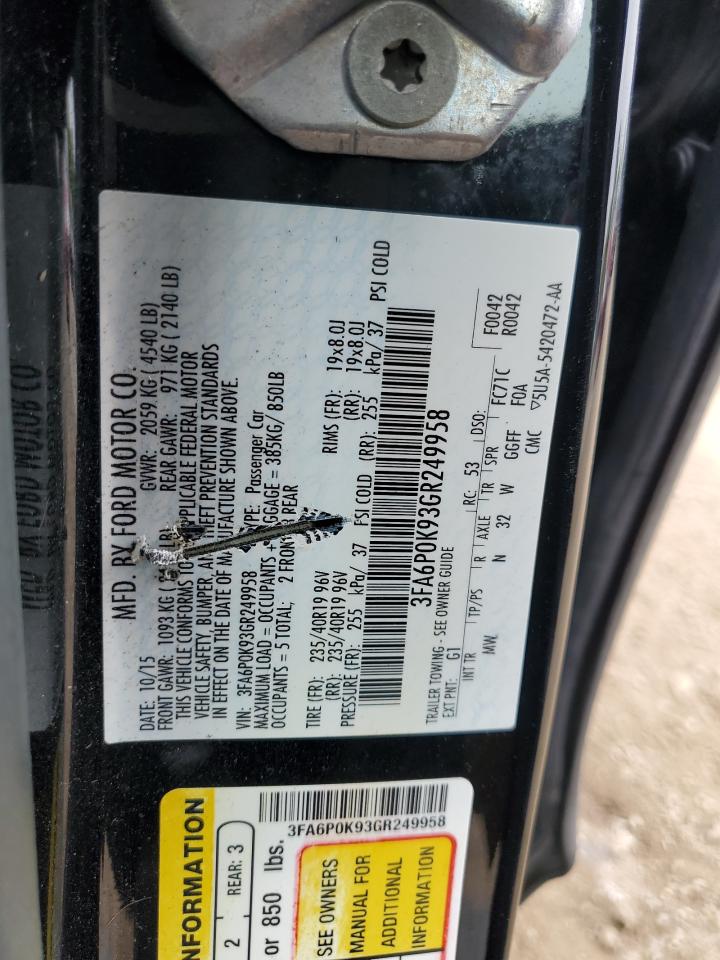 MFD. BY FORD MOTOR CO.
DATE: 10/15 GVWR: 2059 KG ( 4540 LB)
FRONT GAWR: 1093 KG ( LB) REAR GAWR: 971 KG ( 2140 LB)
THIS VEHICLE CONFORMS TO APPLICABLE FEDERAL MOTOR
VEHICLE SAFETY, BUMPER, AND THEFT PREVENTION STANDARDS
IN EFFECT ON THE DATE OF MANUFACTURE SHOWN ABOVE.
VIN: 3FA6P0K93GR249958 TYPE: Passenger Car
MAXIMUM LOAD = OCCUPANTS + LUGGAGE = 385KG/ 850LB
OCCUPANTS = 5 TOTAL; 2 FRONT 3 REAR
TIRE (FR): 235/40R19 96V RIMS (FR): 19x8.0J
(RR): 235/40R19 96V (RR): 19x8.0J
PRESSURE (FR): 255 kPa/ 37 PSI COLD (RR): 255 kPa/ 37 PSI COLD
3FA6P0K93GR249958
TRAILER TOWING - SEE OWNER GUIDE
EXT PNT: G1 RC: 53 DSO: FC71C F0042
INT TR TP/PS R AXLE TR SPR F0A R0042
MW N 32 W GGFF
CMC ▽5U5A-5420472-AA
INFORMATION
2 REAR: 3
or 850 lbs.
3FA6P0K93GR249958
SEE OWNERS
MANUAL FOR
ADDITIONAL
INFORMATION